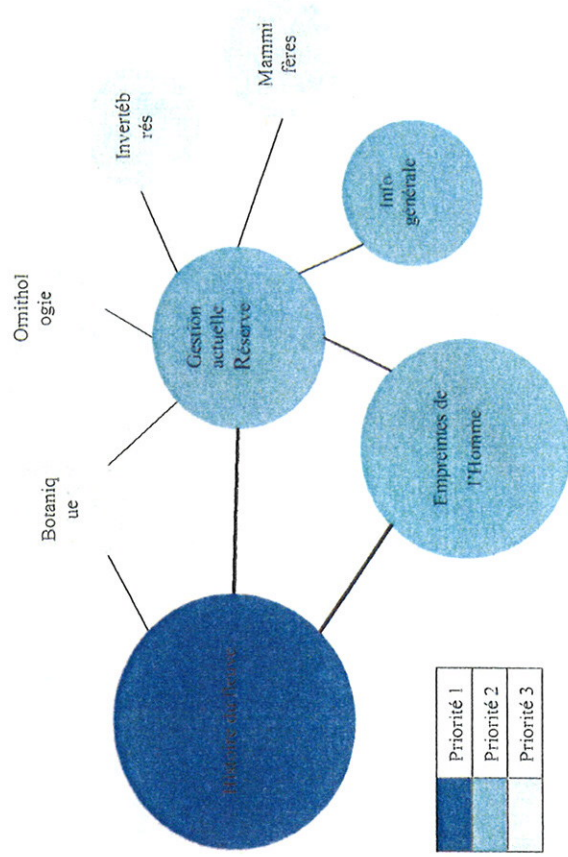 Botaniq
ue
Ornithol
ogie
Invertéb
rés
Mammi
fères
Gestion
actuelle
Réserve
Info
générale
Empreintes de
l'Homme
Priorité 1
Priorité 2
Priorité 3